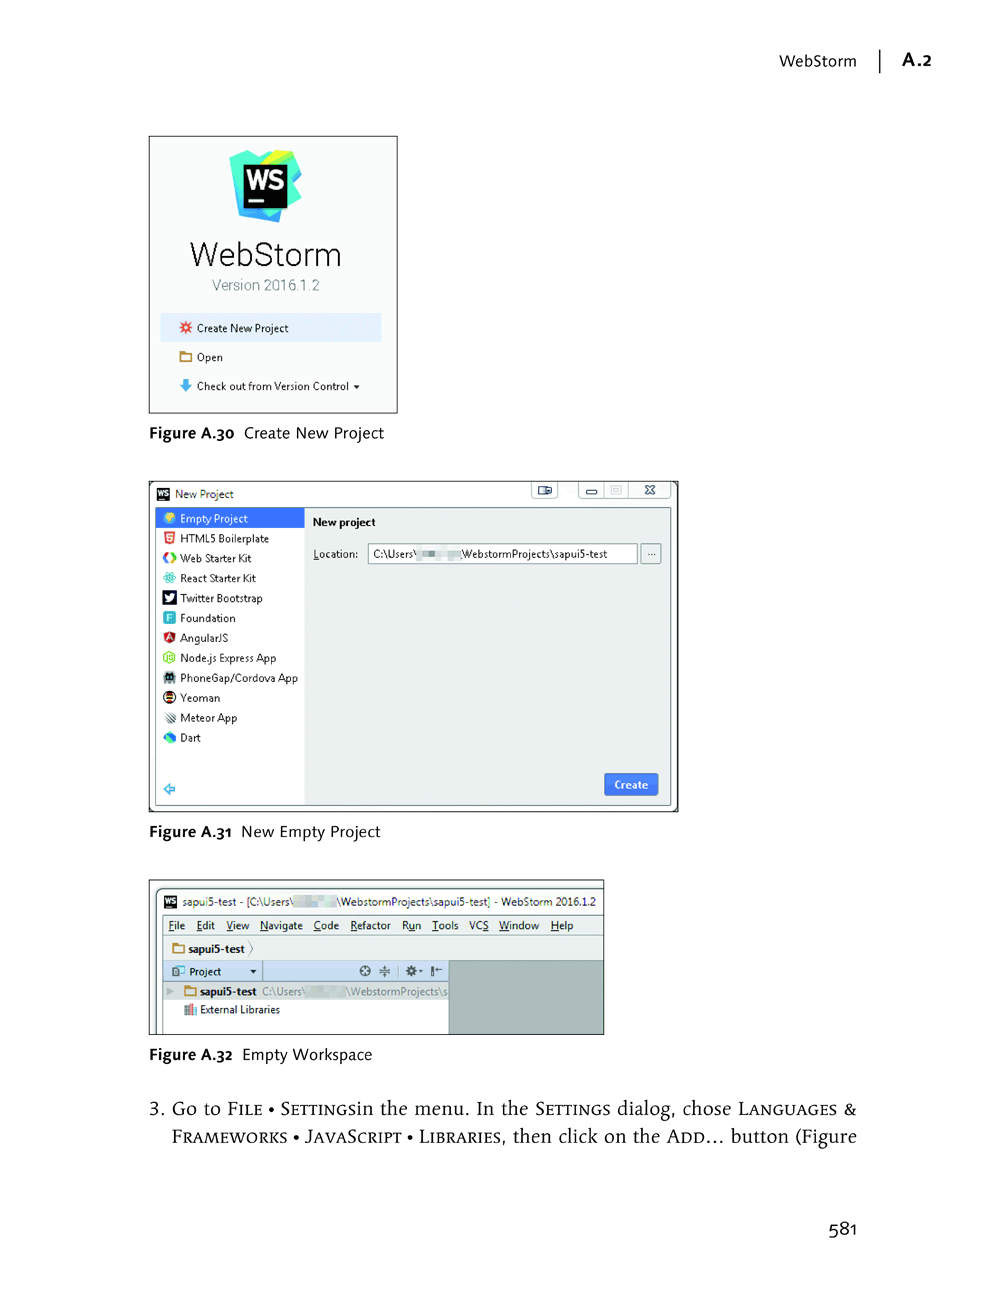 WebStorm | A.2
WS
WebStorm
Version 2016.1.2
Create New Project
Open
Check out from Version Control
Figure A.30 Create New Project
WS New Project
Empty Project
HTML5 Boilerplate
Web Starter Kit
React Starter Kit
Twitter Bootstrap
Foundation
AngularJS
Node.js Express App
PhoneGap/Cordova App
Yeoman
Meteor App
Dart
New project
Location: C:\Users\ \WebstormProjects\sapui5-test ...
Create
Figure A.31 New Empty Project
WS sapui5-test - [C:\Users\ \WebstormProjects\sapui5-test] - WebStorm 2016.1.2
File Edit View Navigate Code Refactor Run Tools VCS Window Help
sapui5-test
Project
sapui5-test C:\Users\ \WebstormProjects\s
External Libraries
Figure A.32 Empty Workspace
3. Go to FILE • SETTINGSin the menu. In the SETTINGS dialog, chose LANGUAGES &
FRAMEWORKS • JAVASCRIPT • LIBRARIES, then click on the ADD... button (Figure
581